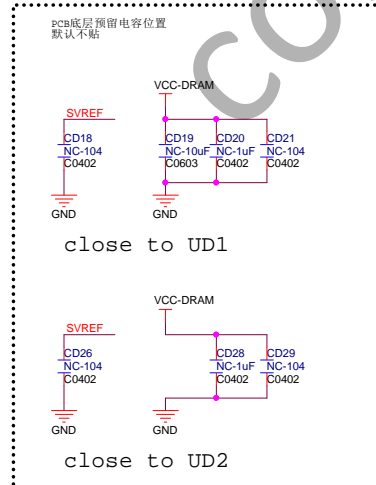 PCB底层预留电容位置
默认不贴
VCC-DRAM
SVREF
CD18
NC-104
C0402
CD19
NC-10uF
C0603
CD20
NC-1uF
C0402
CD21
NC-104
C0402
GND
GND
close to UD1
VCC-DRAM
SVREF
CD26
NC-104
C0402
CD28
NC-1uF
C0402
CD29
NC-104
C0402
GND
GND
close to UD2